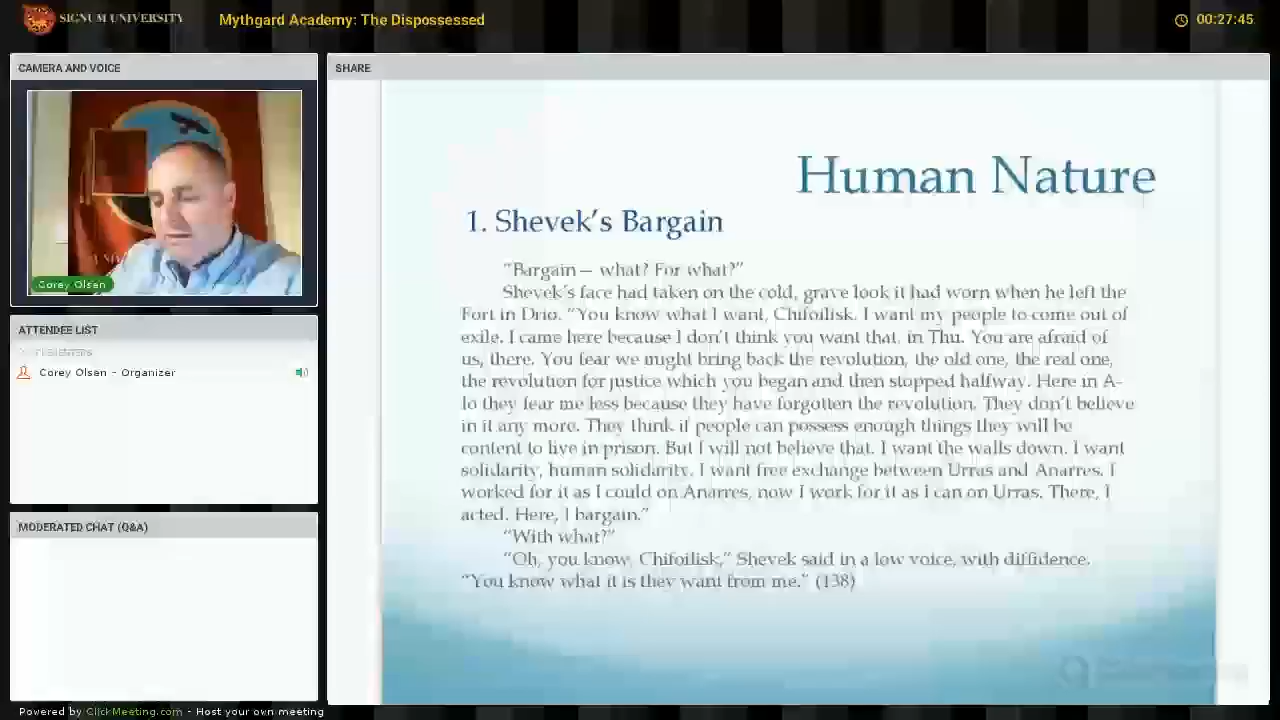 SIGNUM UNIVERSITY
Mythgard Academy: The Dispossessed
00:27:45
CAMERA AND VOICE
Corey Olsen
ATTENDEE LIST
Corey Olsen - Organizer
MODERATED CHAT (Q&A)
SHARE
Human Nature
1. Shevek's Bargain
"Bargain — what? For what?"
Shevek's face had taken on the cold, grave look it had worn when he left the
Fort in Drio. "You know what I want, Chifoilisk. I want my people to come out of
exile. I came here because I don't think you want that, in Thu. You are afraid of
us, there. You fear we might bring back the revolution, the old one, the real one,
the revolution for justice which you began and then stopped halfway. Here in A-
Io they fear me less because they have forgotten the revolution. They don't believe
in it any more. They think if people can possess enough things they will be
content to live in prison. But I will not believe that. I want the walls down. I want
solidarity, human solidarity. I want free exchange between Urras and Anarres. I
worked for it as I could on Anarres, now I work for it as I can on Urras. There, I
acted. Here, I bargain."
"With what?"
"Oh, you know, Chifoilisk," Shevek said in a low voice, with diffidence.
"You know what it is they want from me." (138)
Powered by ClickMeeting.com - Host your own meeting